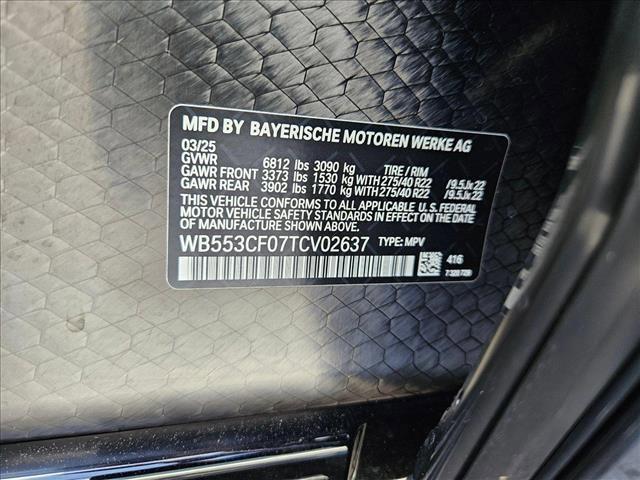 MFD BY BAYERISCHE MOTOREN WERKE AG
03/25
GVWR 6812 lbs 3090 kg TIRE / RIM
GAWR FRONT 3373 lbs 1530 kg WITH 275/40 R22 /9.5Jx22
GAWR REAR 3902 lbs 1770 kg WITH 275/40 R22 /9.5Jx22
THIS VEHICLE CONFORMS TO ALL APPLICABLE U.S. FEDERAL
MOTOR VEHICLE SAFETY STANDARDS IN EFFECT ON THE DATE
OF MANUFACTURE SHOWN ABOVE.
WB553CF07TCV02637 TYPE: MPV
416